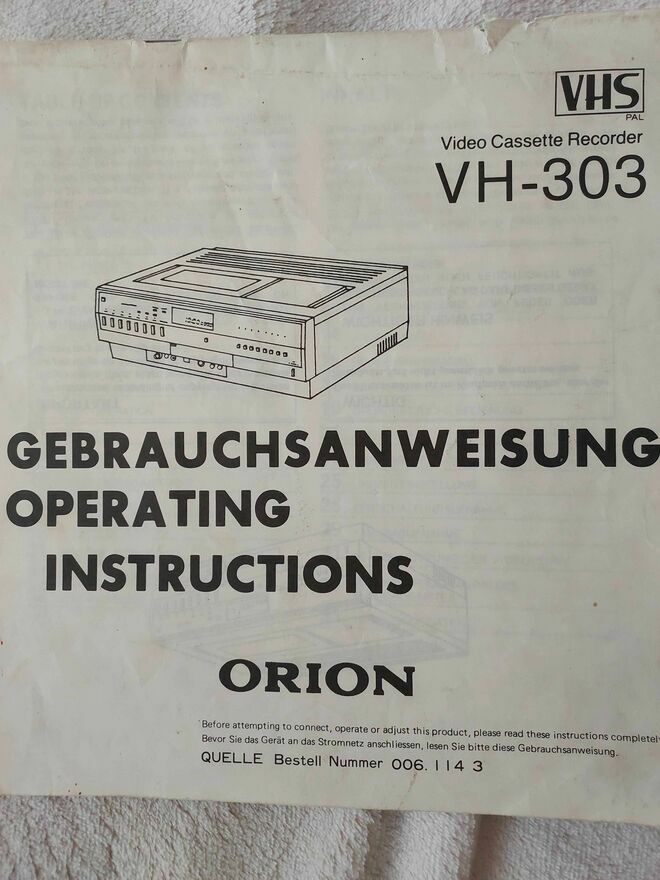 VHS
PAL
Video Cassette Recorder
VH-303
GEBRAUCHSANWEISUNG
OPERATING
INSTRUCTIONS
ORION
Before attempting to connect, operate or adjust this product, please read these instructions completely
Bevor Sie das Gerät an das Stromnetz anschliessen, lesen Sie bitte diese Gebrauchsanweisung.
QUELLE Bestell Nummer 006.114 3